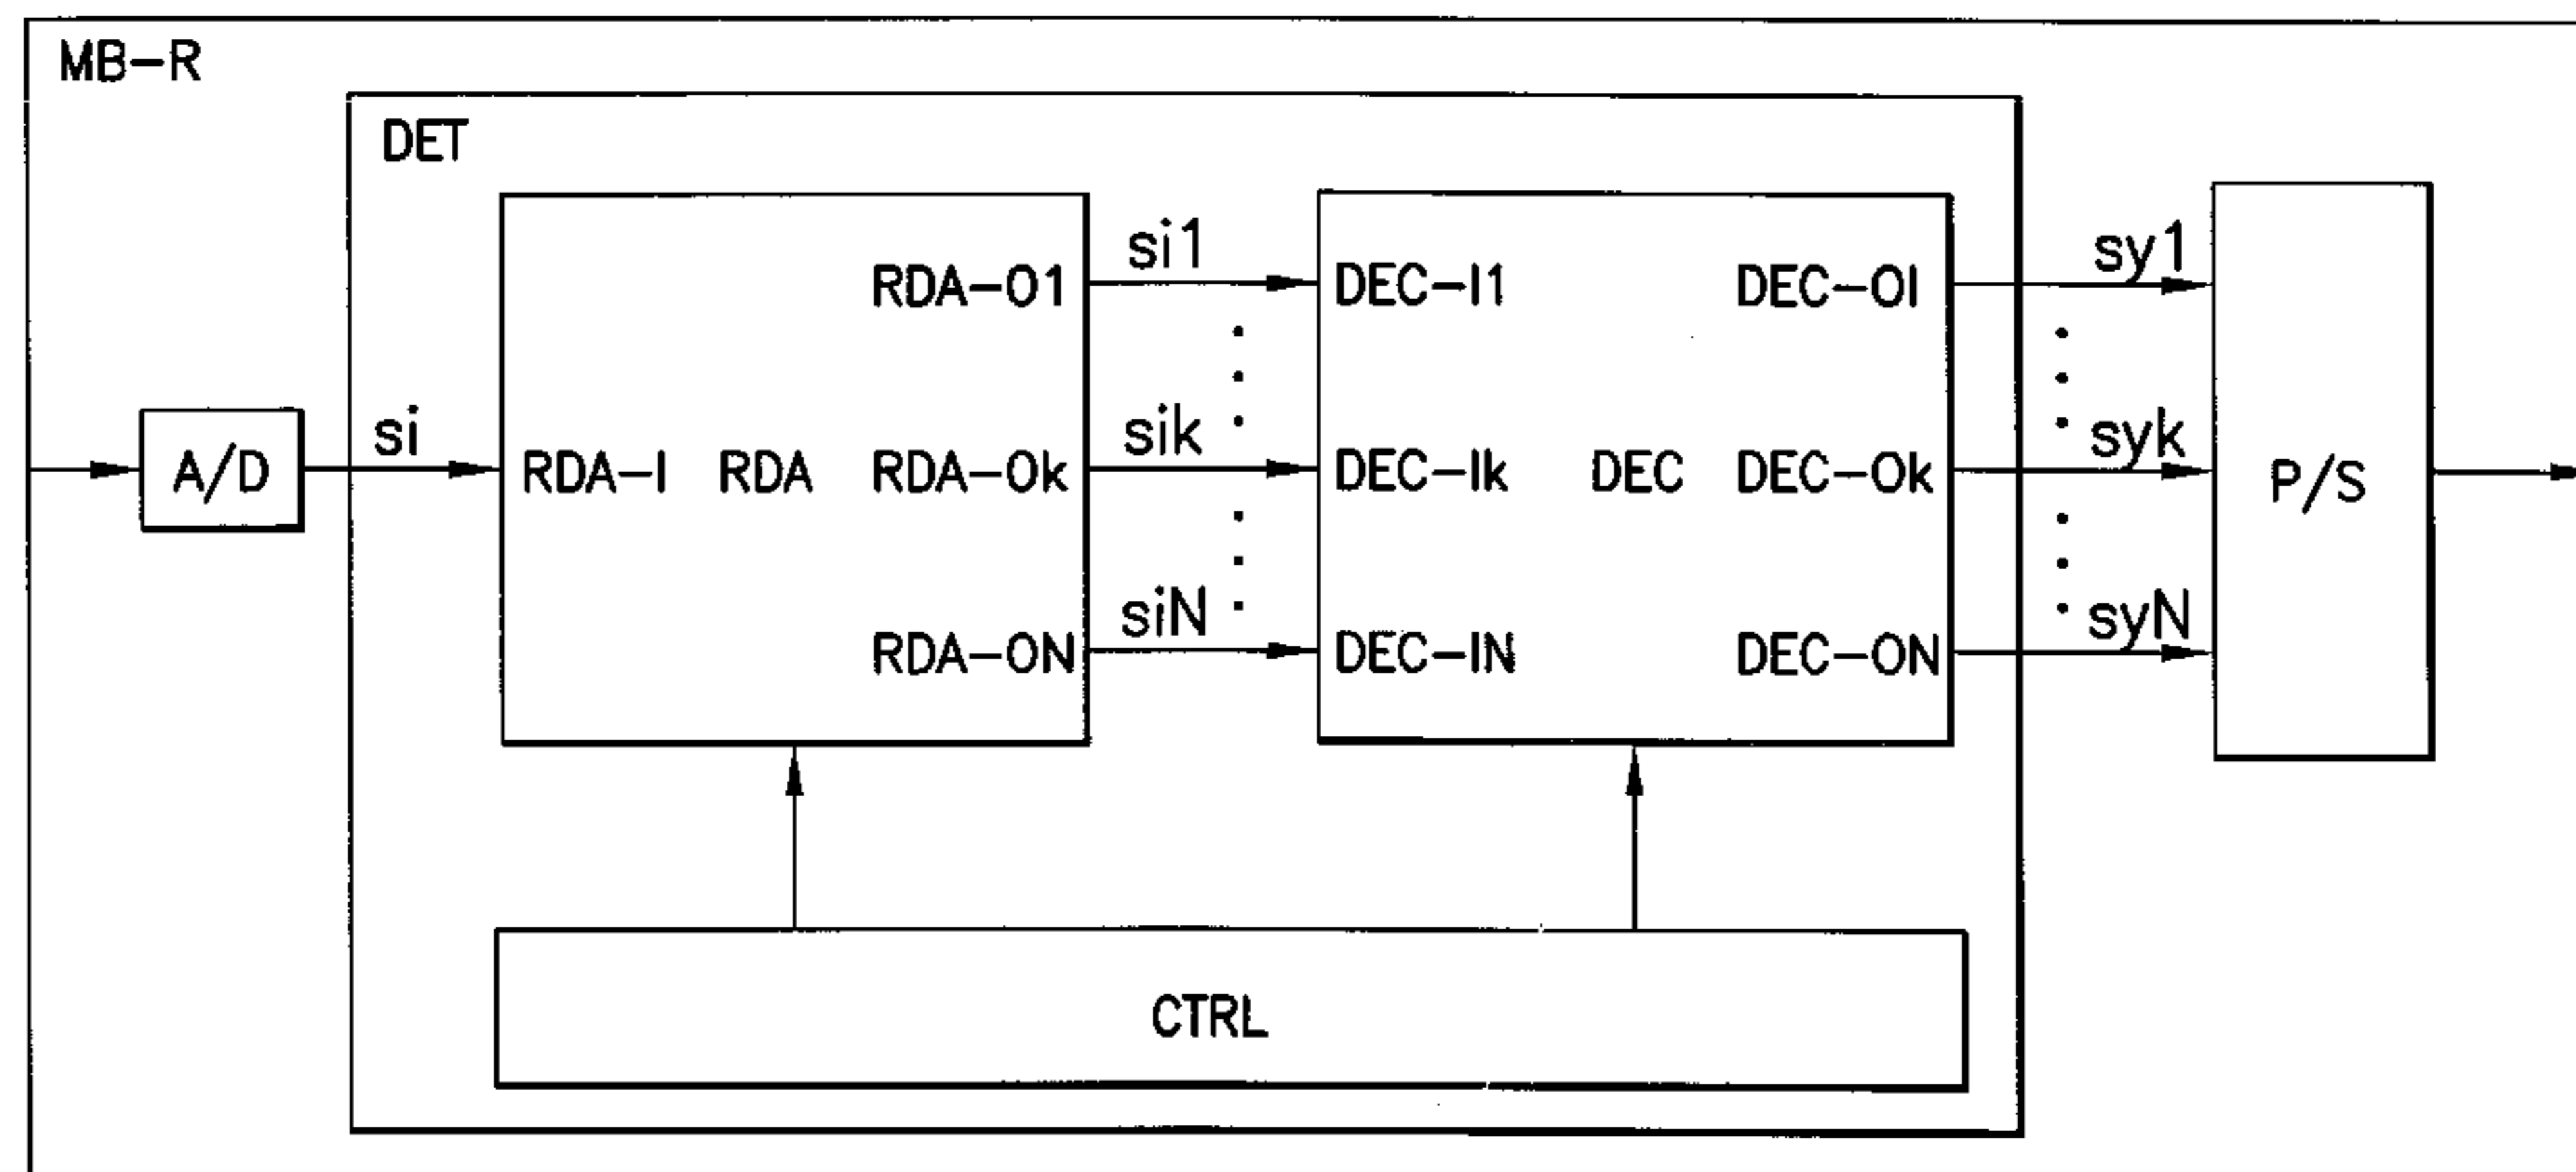 MB-R
DET
si1
sy1
RDA-O1
DEC-I1
DEC-OI
si
sik
syk
A/D
RDA-I
RDA
RDA-Ok
DEC-Ik
DEC
DEC-Ok
P/S
siN
syN
RDA-ON
DEC-IN
DEC-ON
CTRL